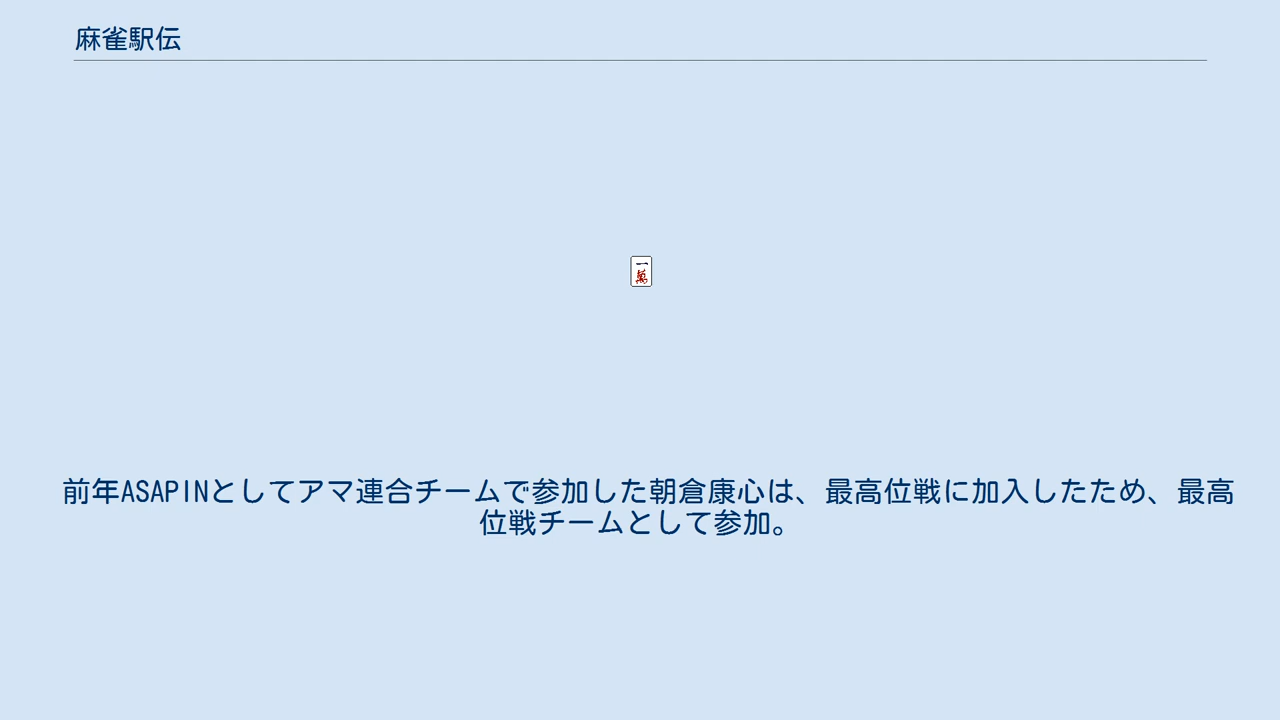 麻雀駅伝
一萬
前年ASAPINとしてアマ連合チームで参加した朝倉康心は、最高位戦に加入したため、最高
位戦チームとして参加。